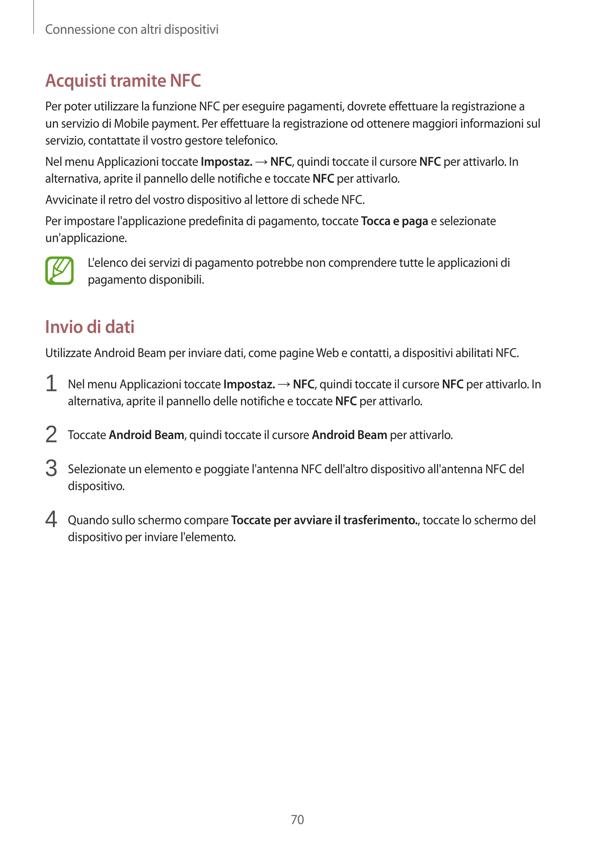 Connessione con altri dispositivi
Acquisti tramite NFC
Per poter utilizzare la funzione NFC per eseguire pagamenti, dovrete effettuare la registrazione a
un servizio di Mobile payment. Per effettuare la registrazione od ottenere maggiori informazioni sul
servizio, contattate il vostro gestore telefonico.
Nel menu Applicazioni toccate Impostaz. → NFC, quindi toccate il cursore NFC per attivarlo. In
alternativa, aprite il pannello delle notifiche e toccate NFC per attivarlo.
Avvicinate il retro del vostro dispositivo al lettore di schede NFC.
Per impostare l'applicazione predefinita di pagamento, toccate Tocca e paga e selezionate
un'applicazione.
L'elenco dei servizi di pagamento potrebbe non comprendere tutte le applicazioni di
pagamento disponibili.
Invio di dati
Utilizzate Android Beam per inviare dati, come pagine Web e contatti, a dispositivi abilitati NFC.
1 Nel menu Applicazioni toccate Impostaz. → NFC, quindi toccate il cursore NFC per attivarlo. In
alternativa, aprite il pannello delle notifiche e toccate NFC per attivarlo.
2 Toccate Android Beam, quindi toccate il cursore Android Beam per attivarlo.
3 Selezionate un elemento e poggiate l'antenna NFC dell'altro dispositivo all'antenna NFC del
dispositivo.
4 Quando sullo schermo compare Toccate per avviare il trasferimento., toccate lo schermo del
dispositivo per inviare l'elemento.
70